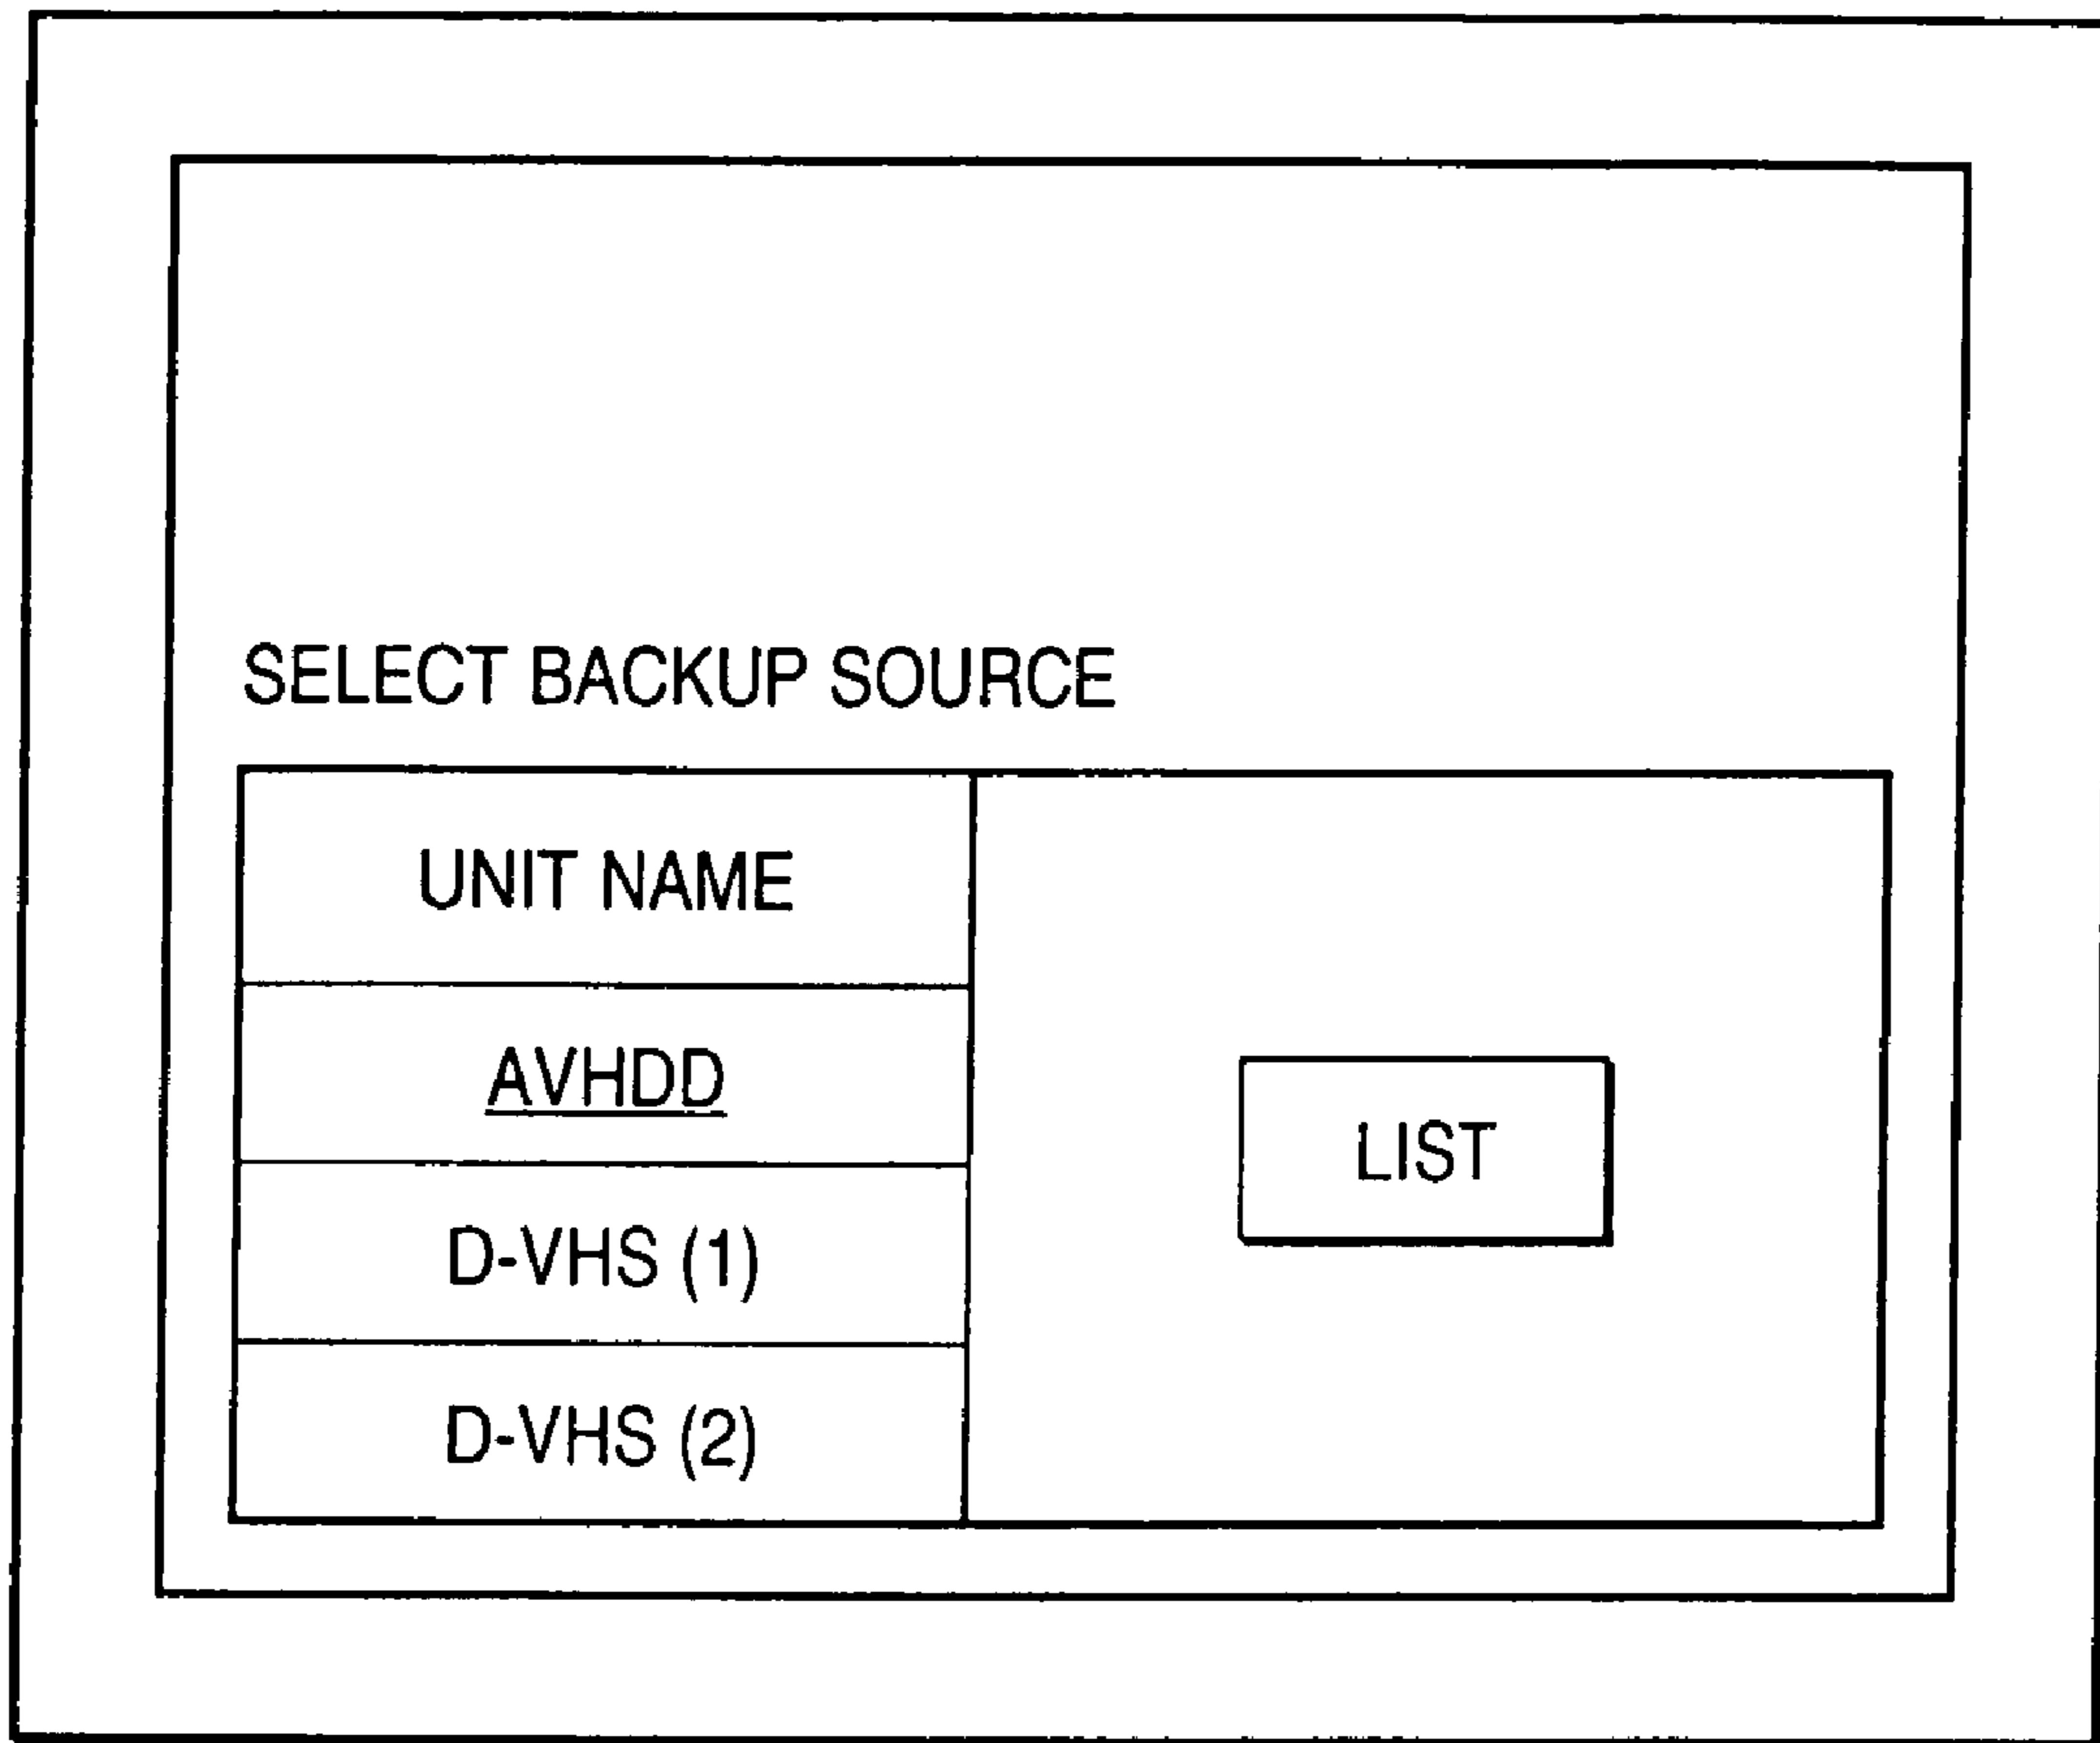 SELECT BACKUP SOURCE
UNIT NAME
AVHDD
D-VHS (1)
D-VHS (2)
LIST